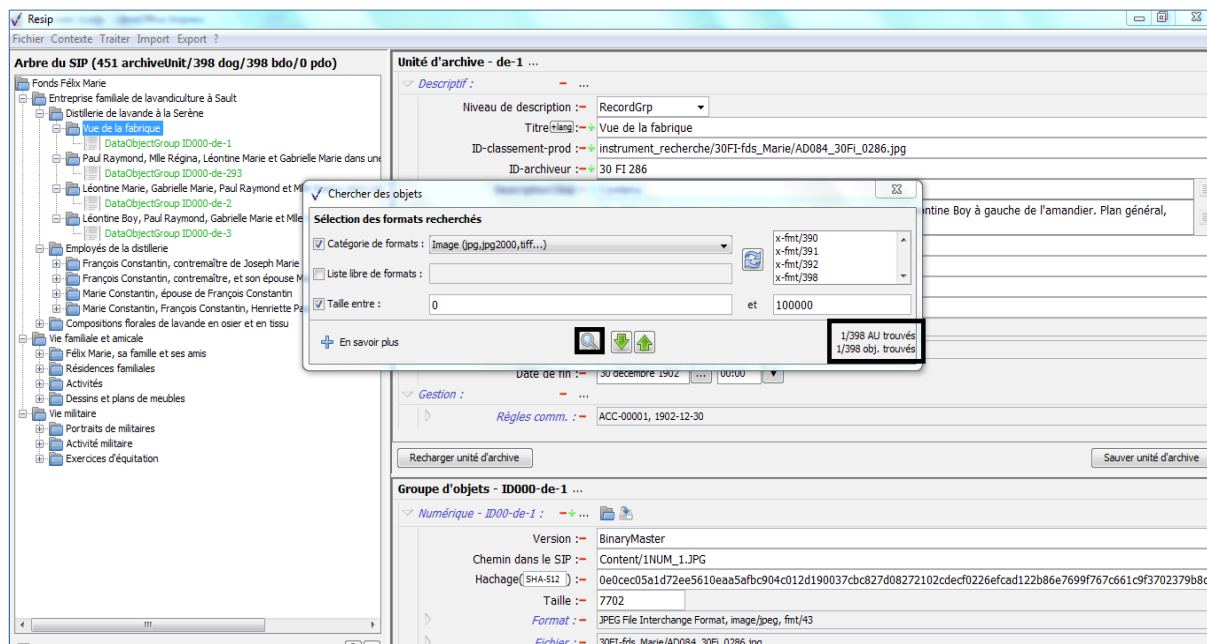 Resip
Fichier Contexte Traiter Import Export ?
Arbre du SIP (451 archiveUnit/398 dog/398 bdo/0 pdo)
Fonds Félix Marie
Entreprise familiale de lavandiculture à Sault
Distillerie de lavande à la Serène
Vue de la fabrique
DataObjectGroup ID000-de-1
Paul Raymond, Mlle Régina, Léontine Marie et Gabrielle Marie dans une
DataObjectGroup ID000-de-293
Léontine Marie, Gabrielle Marie, Paul Raymond et M
DataObjectGroup ID000-de-2
Léontine Boy, Paul Raymond, Gabrielle Marie et Mlle
DataObjectGroup ID000-de-3
Employés de la distillerie
François Constantin, contremaître de Joseph Marie
François Constantin, contremaître, et son épouse M
Marie Constantin, épouse de François Constantin
Marie Constantin, François Constantin, Henriette Pa
Compositions florales de lavande en osier et en tissu
Vie familiale et amicale
Félix Marie, sa famille et ses amis
Résidences familiales
Activités
Dessins et plans de meubles
Vie militaire
Portraits de militaires
Activité militaire
Exercices d'équitation
Unité d'archive - de-1 ...
Descriptif : − ...
Niveau de description :− RecordGrp
Titre +lang :−+ Vue de la fabrique
ID-classement-prod :−+ instrument_recherche/30FI-fds_Marie/AD084_30Fi_0286.jpg
ID-archiveur :−+ 30 FI 286
ontine Boy à gauche de l'amandier. Plan général,
Chercher des objets
Sélection des formats recherchés
Catégorie de formats : Image (jpg,jpg2000,tiff...)
x-fmt/390
x-fmt/391
x-fmt/392
x-fmt/398
Liste libre de formats :
Taille entre : 0 et 100000
En savoir plus
1/398 AU trouvés
1/398 obj. trouvés
Date de fin :− 30 décembre 1902 ... 00:00
Gestion : − ...
Règles comm. : − ACC-00001, 1902-12-30
Recharger unité d'archive Sauver unité d'archive
Groupe d'objets - ID000-de-1 ...
Numérique - ID00-de-1 : −+ ...
Version :− BinaryMaster
Chemin dans le SIP :− Content/1NUM_1.JPG
Hachage( SHA-512 ) :− 0e0cec05a1d72ee5610eaa5afbc904c012d190037cbc827d08272102cdecf0226efcad122b86e7699f767c661c9f3702379b8c
Taille :− 7702
Format : − JPEG File Interchange Format, image/jpeg, fmt/43
Fichier : − 30FI-fds_Marie/AD084_30Fi_0286.jpg